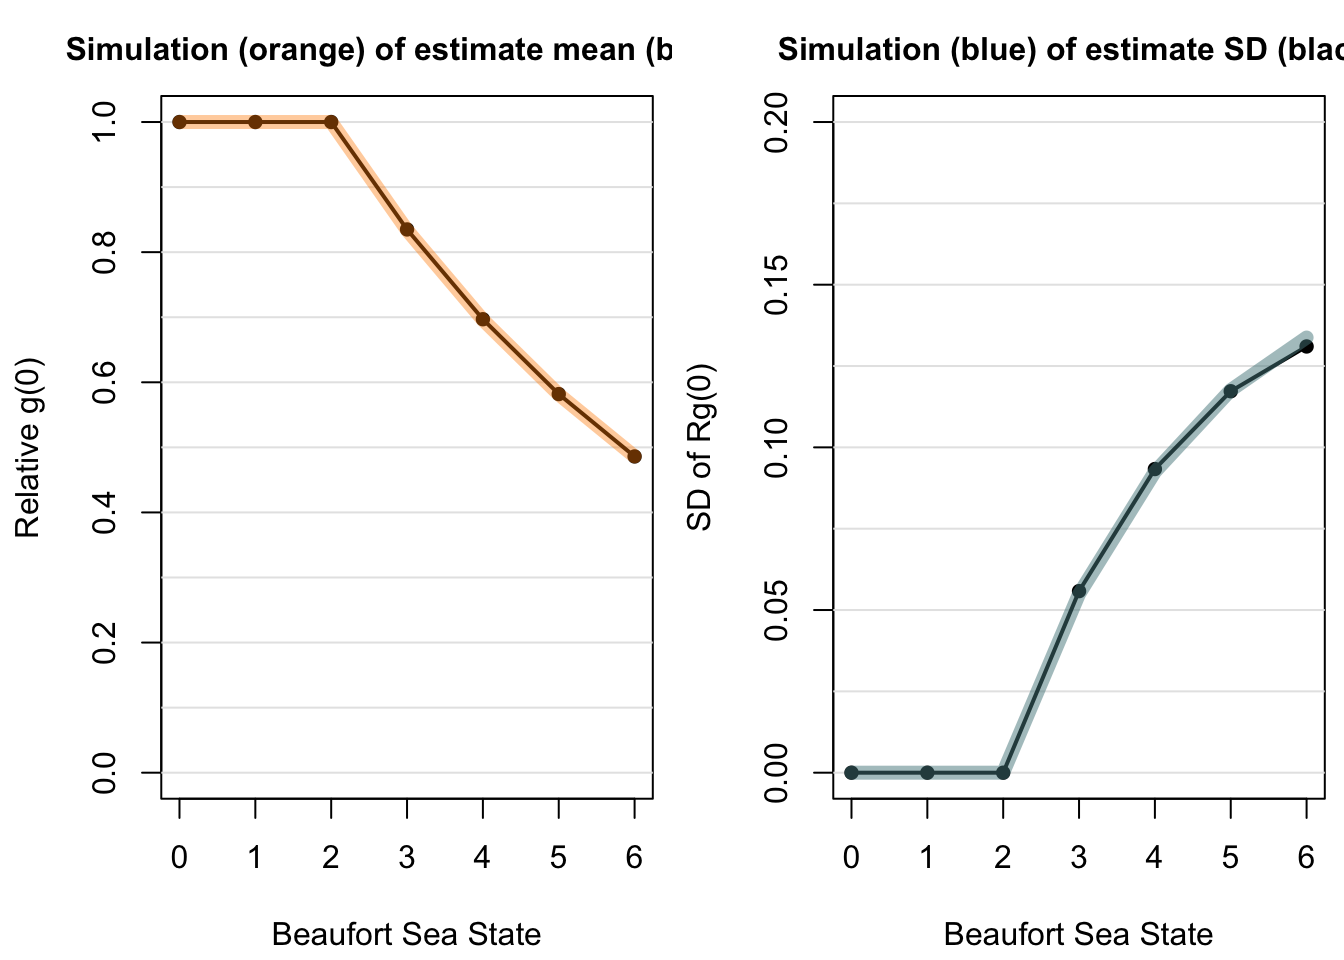 Simulation (orange) of estimate mean (b
Relative g(0)
1.0
0.8
0.6
0.4
0.2
0.0
0 1 2 3 4 5 6
Beaufort Sea State
Simulation (blue) of estimate SD (blac
SD of Rg(0)
0.20
0.15
0.10
0.05
0.00
0 1 2 3 4 5 6
Beaufort Sea State